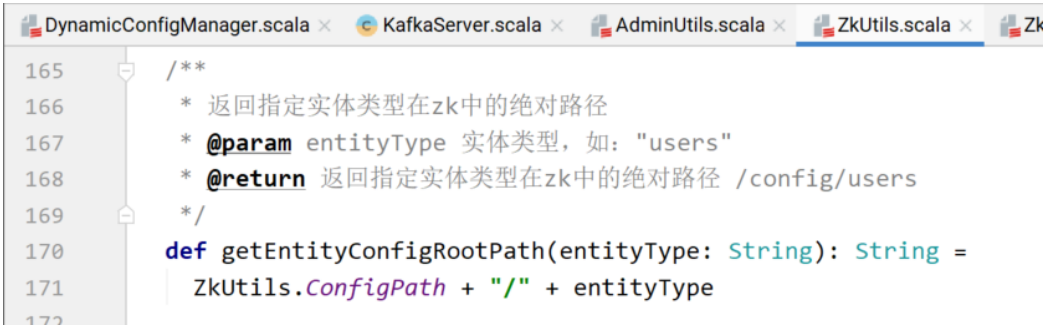 DynamicConfigManager.scala × KafkaServer.scala × AdminUtils.scala × ZkUtils.scala × Zk
165 /**
166 * 返回指定实体类型在zk中的绝对路径
167 * @param entityType 实体类型，如："users"
168 * @return 返回指定实体类型在zk中的绝对路径 /config/users
169 */
170 def getEntityConfigRootPath(entityType: String): String =
171 ZkUtils.ConfigPath + "/" + entityType
172